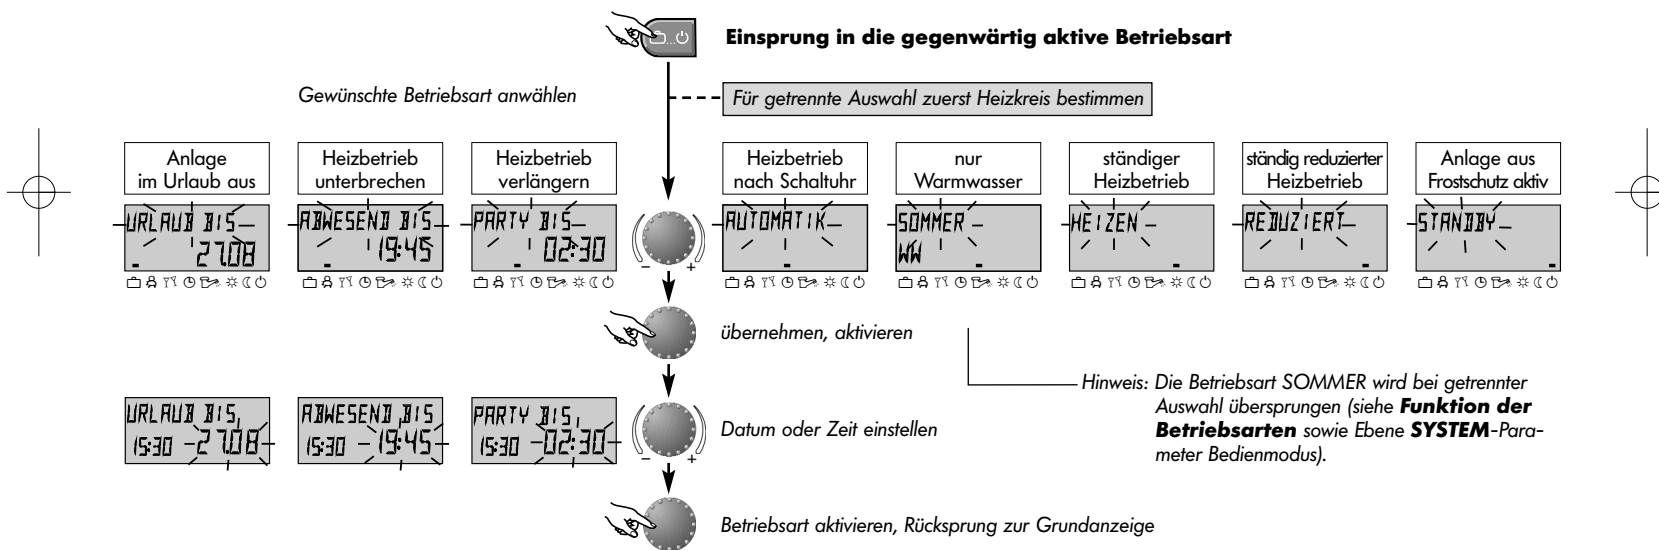 Einsprung in die gegenwärtig aktive Betriebsart
Gewünschte Betriebsart anwählen
Für getrennte Auswahl zuerst Heizkreis bestimmen
Anlage
im Urlaub aus
Heizbetrieb
unterbrechen
Heizbetrieb
verlängern
Heizbetrieb
nach Schaltuhr
nur
Warmwasser
ständiger
Heizbetrieb
ständig reduzierter
Heizbetrieb
Anlage aus
Frostschutz aktiv
URLAUB BIS
27.08
ABWESEND BIS
19:45
PARTY BIS
02:30
- +
AUTOMATIK
SOMMER
WW
HEIZEN
REDUZIERT
STANDBY
übernehmen, aktivieren
Hinweis: Die Betriebsart SOMMER wird bei getrennter
Auswahl übersprungen (siehe Funktion der
Betriebsarten sowie Ebene SYSTEM-Para-
meter Bedienmodus).
URLAUB BIS
15:30 27.08
ABWESEND BIS
15:30 19:45
PARTY BIS
15:30 02:30
- +
Datum oder Zeit einstellen
Betriebsart aktivieren, Rücksprung zur Grundanzeige